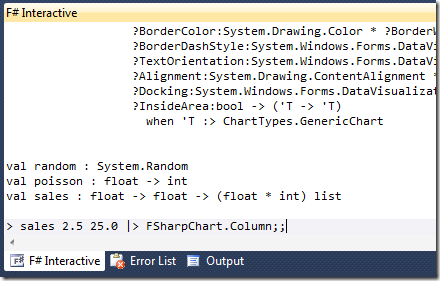 F# Interactive
?BorderColor:System.Drawing.Color * ?BorderW
?BorderDashStyle:System.Windows.Forms.DataVi
?TextOrientation:System.Windows.Forms.DataVi
?Alignment:System.Drawing.ContentAlignment *
?Docking:System.Windows.Forms.DataVisualizat
?InsideArea:bool -> ('T -> 'T)
when 'T :> ChartTypes.GenericChart
val random : System.Random
val poisson : float -> int
val sales : float -> float -> (float * int) list
> sales 2.5 25.0 |> FSharpChart.Column;;
F# Interactive Error List Output